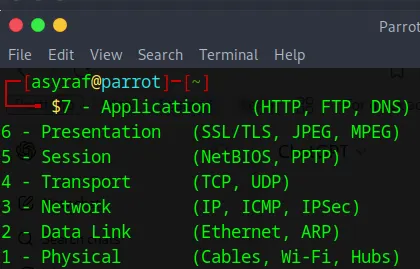 Parrot
File Edit View Search Terminal Help
┌─[asyraf@parrot]─[~]
└──╼ $7 - Application (HTTP, FTP, DNS)
6 - Presentation (SSL/TLS, JPEG, MPEG)
5 - Session (NetBIOS, PPTP)
4 - Transport (TCP, UDP)
3 - Network (IP, ICMP, IPSec)
2 - Data Link (Ethernet, ARP)
1 - Physical (Cables, Wi-Fi, Hubs)